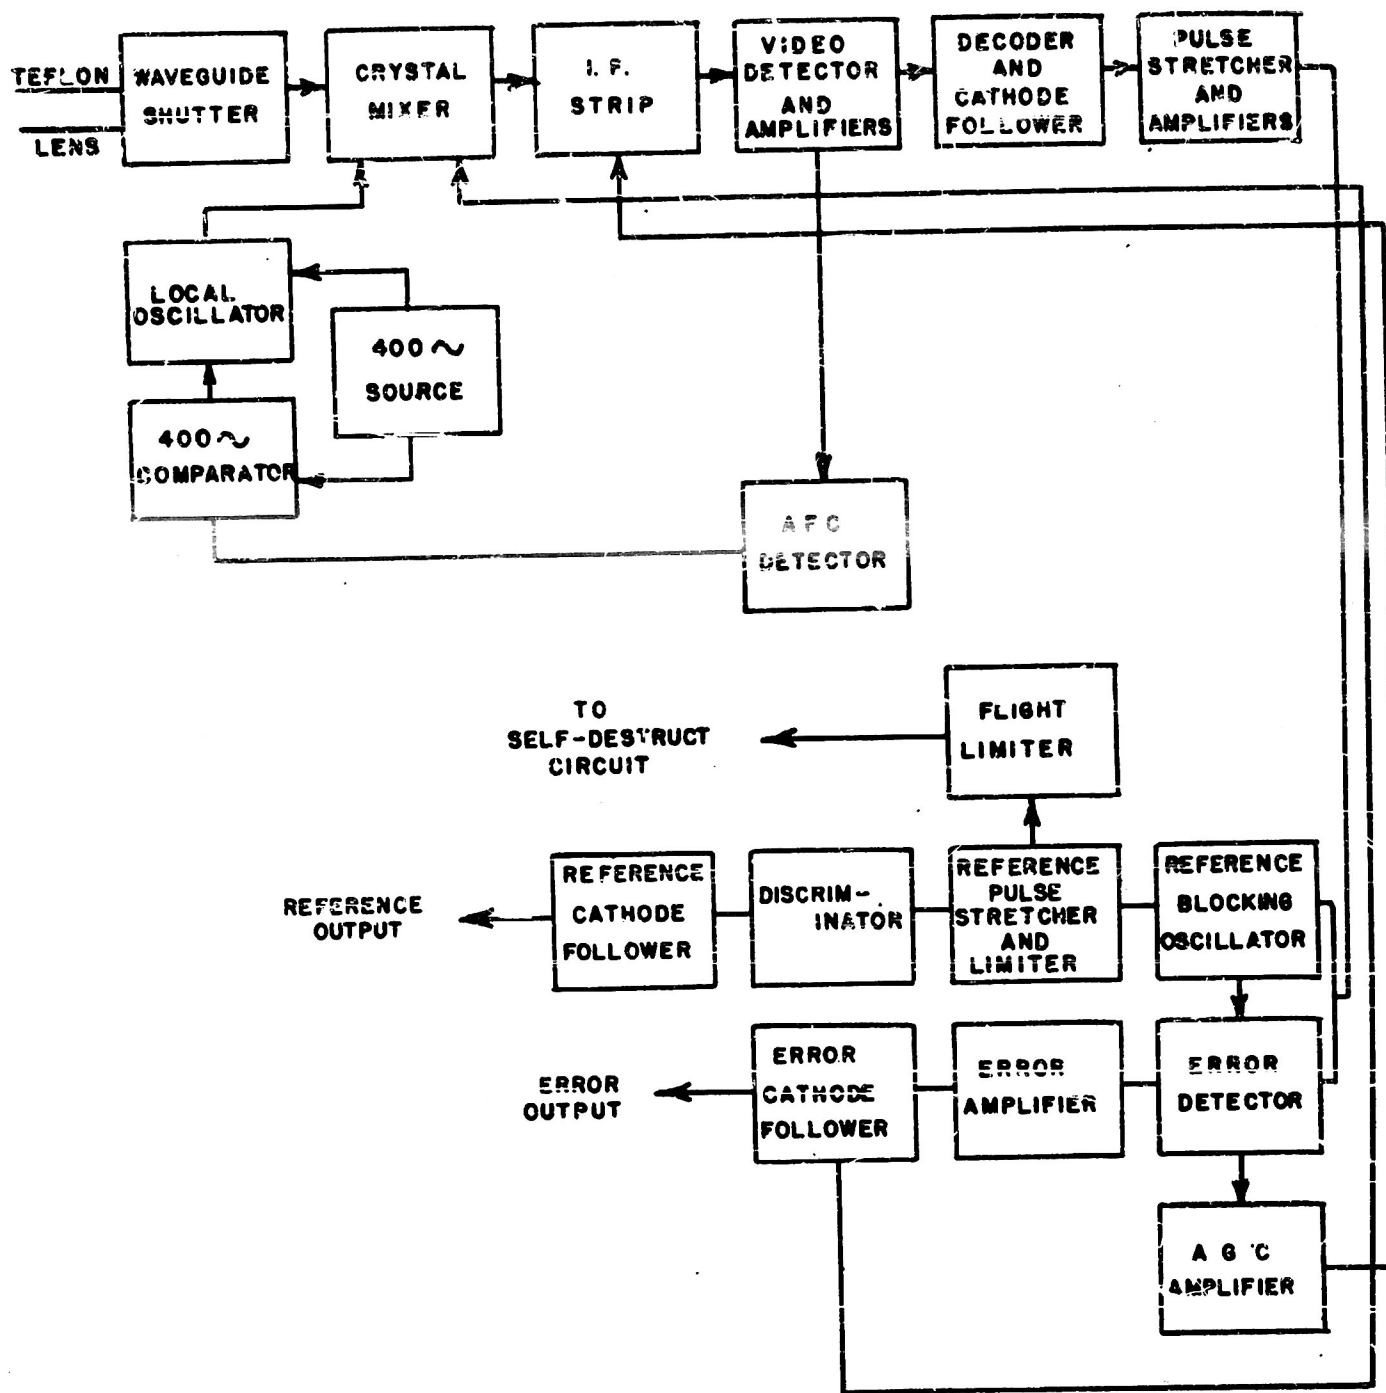 TEFLON
LENS
WAVEGUIDE
SHUTTER
CRYSTAL
MIXER
I. F.
STRIP
VIDEO
DETECTOR
AND
AMPLIFIERS
DECODER
AND
CATHODE
FOLLOWER
PULSE
STRETCHER
AND
AMPLIFIERS
LOCAL
OSCILLATOR
400~
SOURCE
400~
COMPARATOR
AFC
DETECTOR
TO
SELF-DESTRUCT
CIRCUIT
FLIGHT
LIMITER
REFERENCE
OUTPUT
REFERENCE
CATHODE
FOLLOWER
DISCRIM-
INATOR
REFERENCE
PULSE
STRETCHER
AND
LIMITER
REFERENCE
BLOCKING
OSCILLATOR
ERROR
OUTPUT
ERROR
CATHODE
FOLLOWER
ERROR
AMPLIFIER
ERROR
DETECTOR
AGC
AMPLIFIER